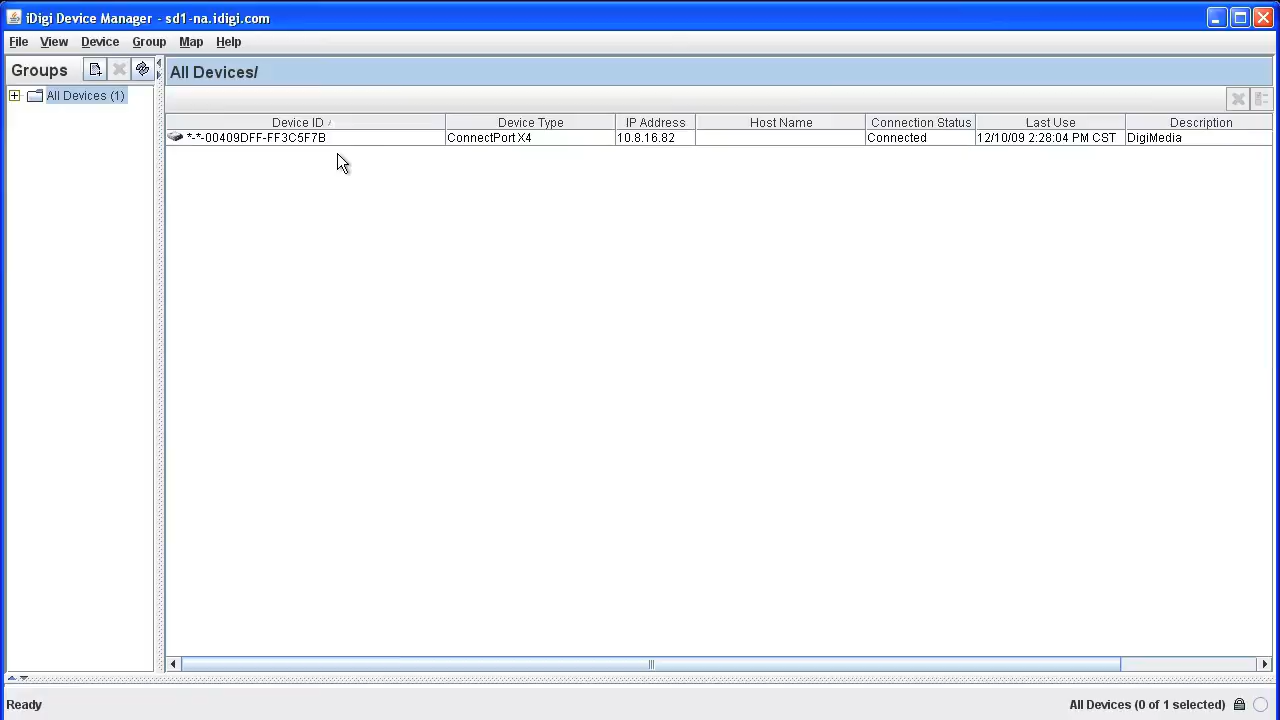 iDigi Device Manager - sd1-na.idigi.com
File View Device Group Map Help
Groups
All Devices/
All Devices (1)
Device ID Device Type IP Address Host Name Connection Status Last Use Description
*-*-00409DFF-FF3C5F7B ConnectPort X4 10.8.16.82 Connected 12/10/09 2:28:04 PM CST DigiMedia
Ready All Devices (0 of 1 selected)